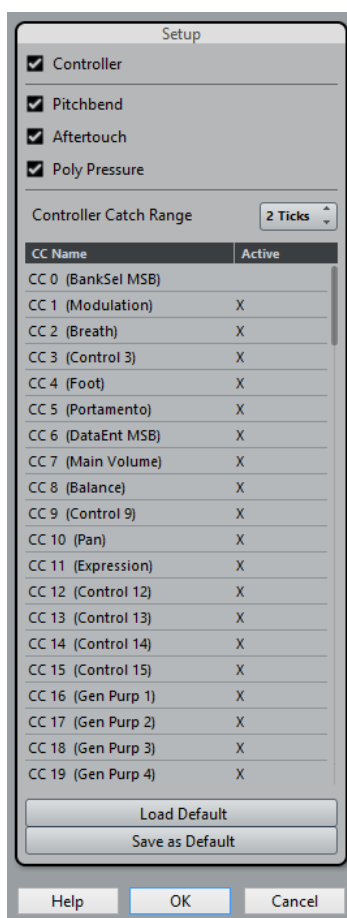 Setup
Controller
Pitchbend
Aftertouch
Poly Pressure
Controller Catch Range 2 Ticks
CC Name Active
CC 0 (BankSel MSB)
CC 1 (Modulation) X
CC 2 (Breath) X
CC 3 (Control 3) X
CC 4 (Foot) X
CC 5 (Portamento) X
CC 6 (DataEnt MSB) X
CC 7 (Main Volume) X
CC 8 (Balance) X
CC 9 (Control 9) X
CC 10 (Pan) X
CC 11 (Expression) X
CC 12 (Control 12) X
CC 13 (Control 13) X
CC 14 (Control 14) X
CC 15 (Control 15) X
CC 16 (Gen Purp 1) X
CC 17 (Gen Purp 2) X
CC 18 (Gen Purp 3) X
CC 19 (Gen Purp 4) X
Load Default
Save as Default
Help OK Cancel